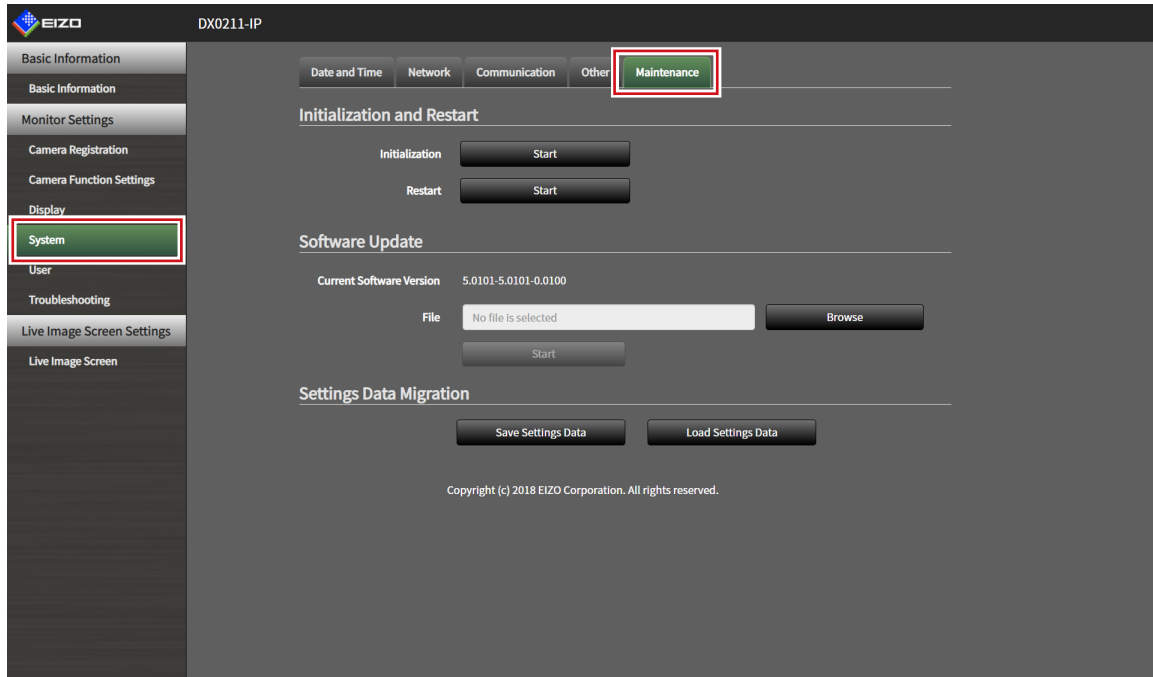 EIZO
DX0211-IP
Basic Information
Basic Information
Monitor Settings
Camera Registration
Camera Function Settings
Display
System
User
Troubleshooting
Live Image Screen Settings
Live Image Screen
Date and Time Network Communication Other Maintenance
Initialization and Restart
Initialization Start
Restart Start
Software Update
Current Software Version 5.0101-5.0101-0.0100
File No file is selected Browse
Start
Settings Data Migration
Save Settings Data Load Settings Data
Copyright (c) 2018 EIZO Corporation. All rights reserved.